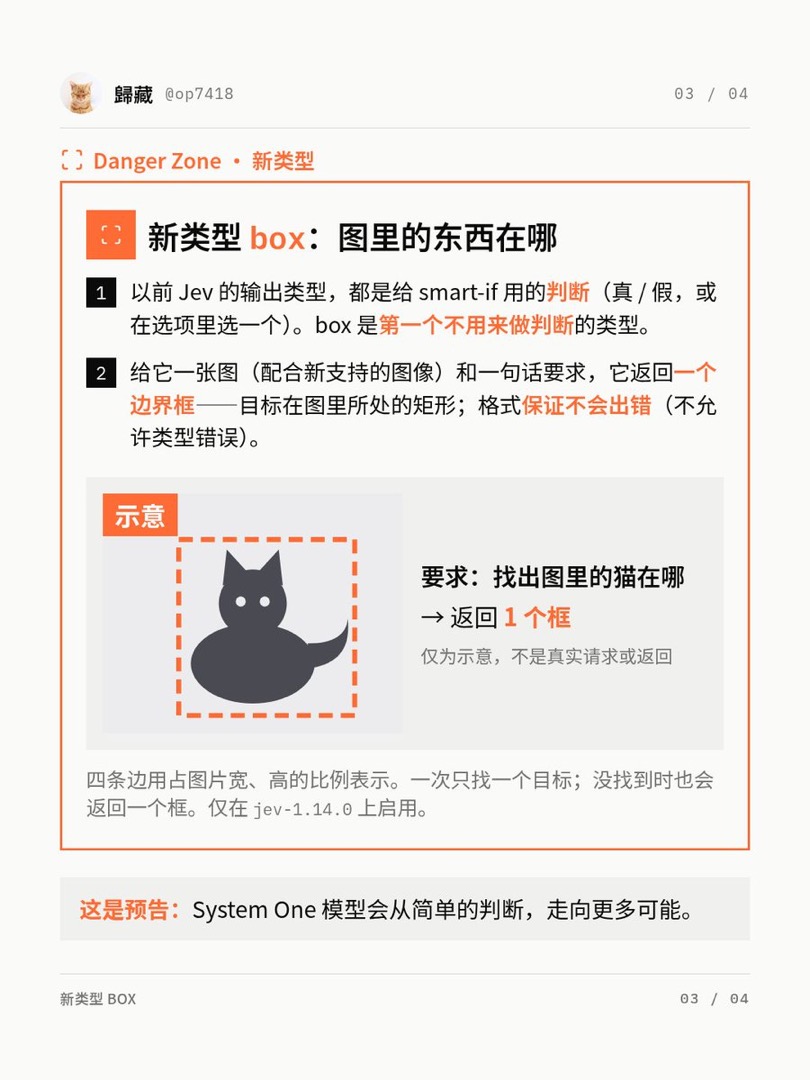 歸藏 @op7418 03 / 04
Danger Zone · 新类型
新类型 box：图里的东西在哪
1 以前 Jev 的输出类型，都是给 smart-if 用的判断（真 / 假，或
在选项里选一个）。box 是第一个不用来做判断的类型。
2 给它一张图（配合新支持的图像）和一句话要求，它返回一个
边界框——目标在图里所处的矩形；格式保证不会出错（不允
许类型错误）。
示意
要求：找出图里的猫在哪
→ 返回 1 个框
仅为示意，不是真实请求或返回
四条边用占图片宽、高的比例表示。一次只找一个目标；没找到时也会
返回一个框。仅在 jev-1.14.0 上启用。
这是预告：System One 模型会从简单的判断，走向更多可能。
新类型 BOX 03 / 04